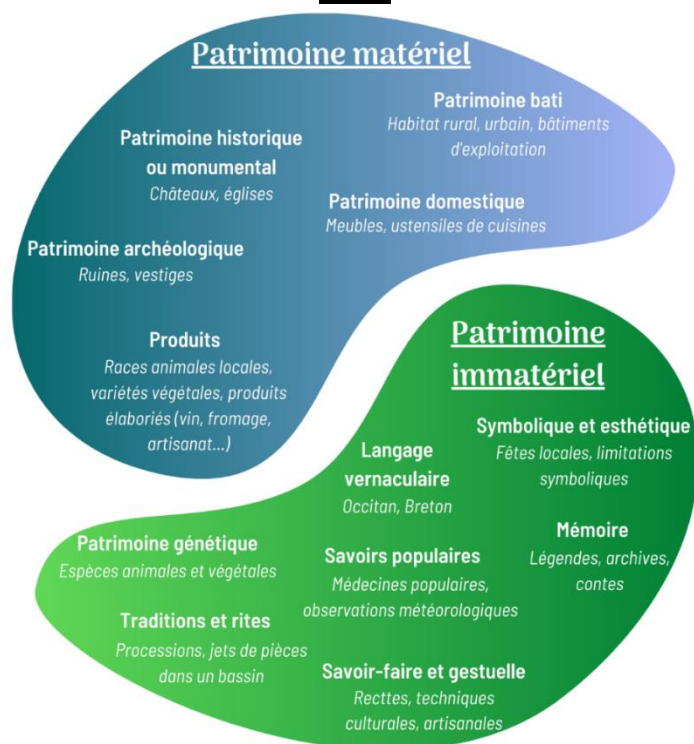 Patrimoine matériel
Patrimoine bati
Habitat rural, urbain, bâtiments
d'exploitation
Patrimoine historique
ou monumental
Châteaux, églises
Patrimoine domestique
Meubles, ustensiles de cuisines
Patrimoine archéologique
Ruines, vestiges
Produits
Races animales locales,
variétés végétales, produits
élaboriés (vin, fromage,
artisanat...)
Patrimoine
immatériel
Symbolique et esthétique
Fêtes locales, limitations
symboliques
Langage
vernaculaire
Occitan, Breton
Mémoire
Légendes, archives,
contes
Patrimoine génétique
Espèces animales et végétales
Savoirs populaires
Médecines populaires,
observations météorologiques
Traditions et rites
Processions, jets de pièces
dans un bassin
Savoir-faire et gestuelle
Recttes, techniques
culturales, artisanales